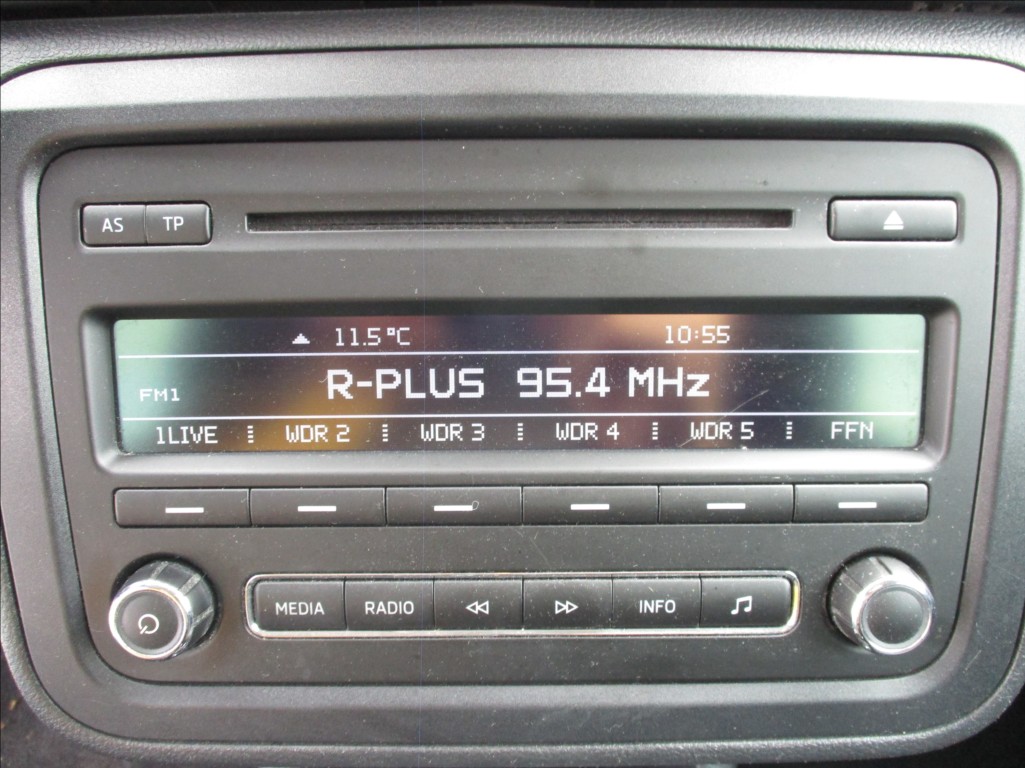 AS TP
11.5°C 10:55
FM1 R-PLUS 95.4 MHz
1LIVE WDR 2 WDR 3 WDR 4 WDR 5 FFN
MEDIA RADIO INFO